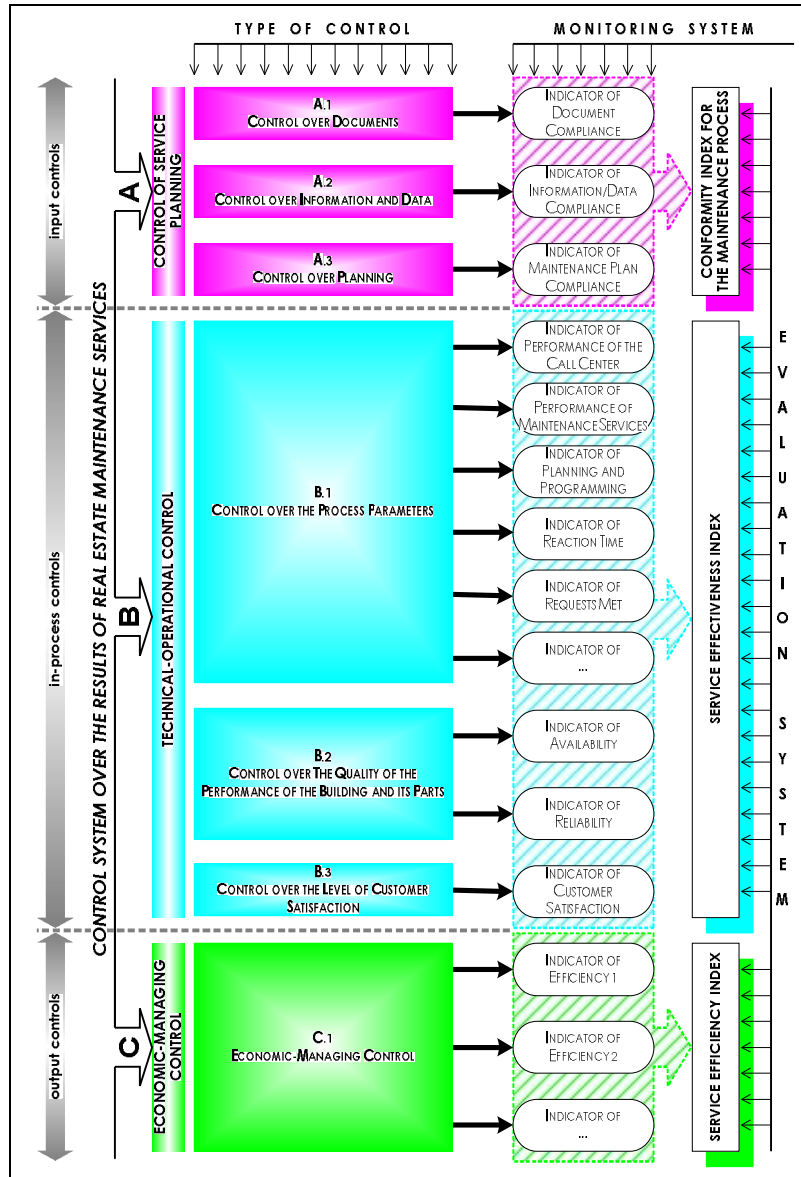 TYPE OF CONTROL
MONITORING SYSTEM
input controls
in-process controls
output controls
CONTROL SYSTEM OVER THE RESULTS OF REAL ESTATE MAINTENANCE SERVICES
A
CONTROL OF SERVICE
PLANNING
A.1
CONTROL OVER DOCUMENTS
A.2
CONTROL OVER INFORMATION AND DATA
A.3
CONTROL OVER PLANNING
INDICATOR OF
DOCUMENT
COMPLIANCE
INDICATOR OF
INFORMATION/DATA
COMPLIANCE
INDICATOR OF
MAINTENANCE PLAN
COMPLIANCE
CONFORMITY INDEX FOR
THE MAINTENANCE PROCESS
B
TECHNICAL-OPERATIONAL CONTROL
B.1
CONTROL OVER THE PROCESS PARAMETERS
B.2
CONTROL OVER THE QUALITY OF THE
PERFORMANCE OF THE BUILDING AND ITS PARTS
B.3
CONTROL OVER THE LEVEL OF CUSTOMER
SATISFACTION
INDICATOR OF
PERFORMANCE OF THE
CALL CENTER
INDICATOR OF
PERFORMANCE OF
MAINTENANCE SERVICES
INDICATOR OF
PLANNING AND
PROGRAMMING
INDICATOR OF
REACTION TIME
INDICATOR OF
REQUESTS MET
INDICATOR OF
...
INDICATOR OF
AVAILABILITY
INDICATOR OF
RELIABILITY
INDICATOR OF
CUSTOMER
SATISFACTION
SERVICE EFFECTIVENESS INDEX
EVALUATION SYSTEM
C
ECONOMIC-MANAGING
CONTROL
C.1
ECONOMIC-MANAGING CONTROL
INDICATOR OF
EFFICIENCY 1
INDICATOR OF
EFFICIENCY 2
INDICATOR OF
...
SERVICE EFFICIENCY INDEX